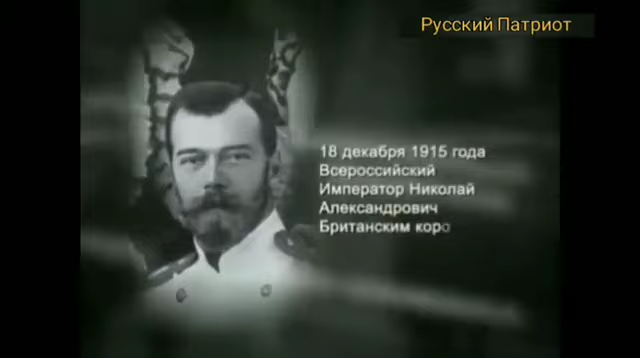 Русский Патриот
18 декабря 1915 года
Всероссийский
Император Николай
Александрович
Британским коро